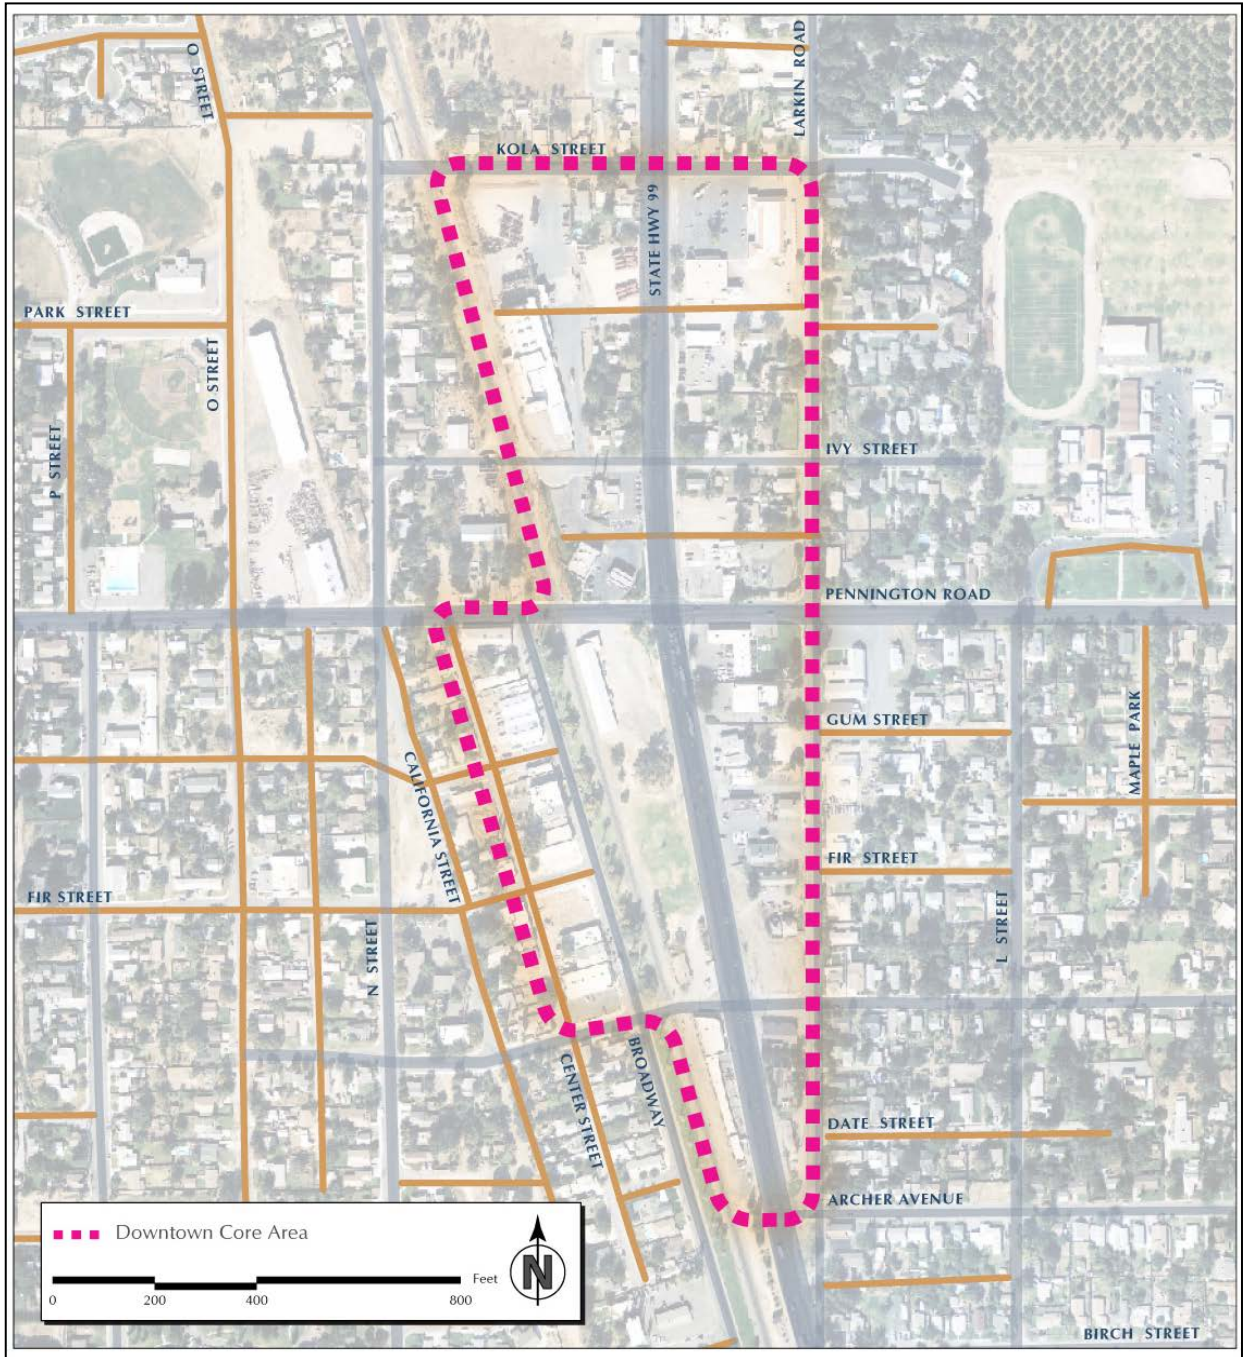 O STREET
LARKIN ROAD
KOLA STREET
STATE HWY 99
PARK STREET
O STREET
P STREET
IVY STREET
PENNINGTON ROAD
GUM STREET
MAPLE PARK
CALIFORNIA STREET
FIR STREET
FIR STREET
L STREET
N STREET
BROADWAY
CENTER STREET
DATE STREET
ARCHER AVENUE
Downtown Core Area
N
Feet
0 200 400 800
BIRCH STREET